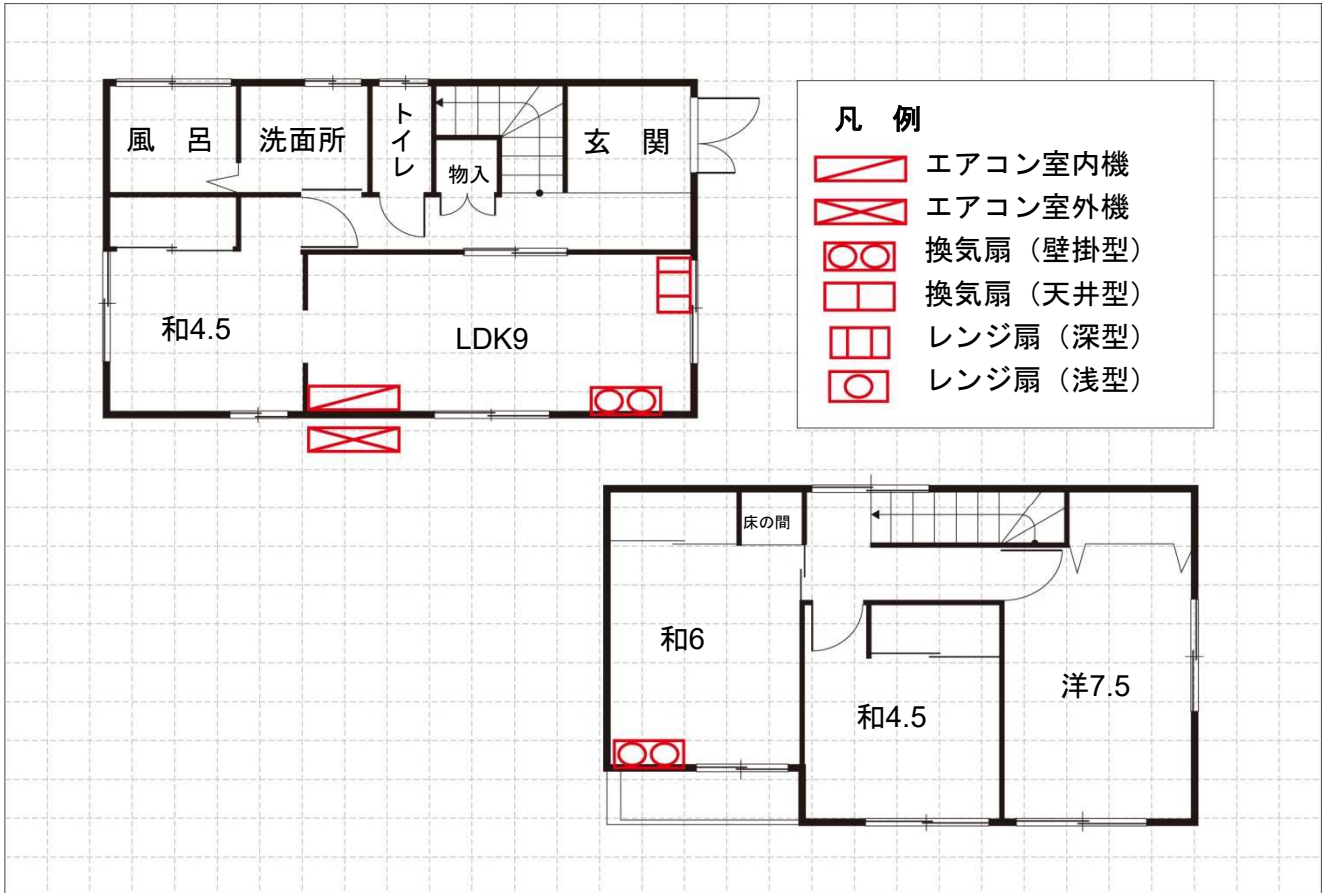 風 呂
洗面所
トイレ
物入
玄 関
和4.5
LDK9
凡 例
エアコン室内機
エアコン室外機
換気扇（壁掛型）
換気扇（天井型）
レンジ扇（深型）
レンジ扇（浅型）
床の間
和6
和4.5
洋7.5